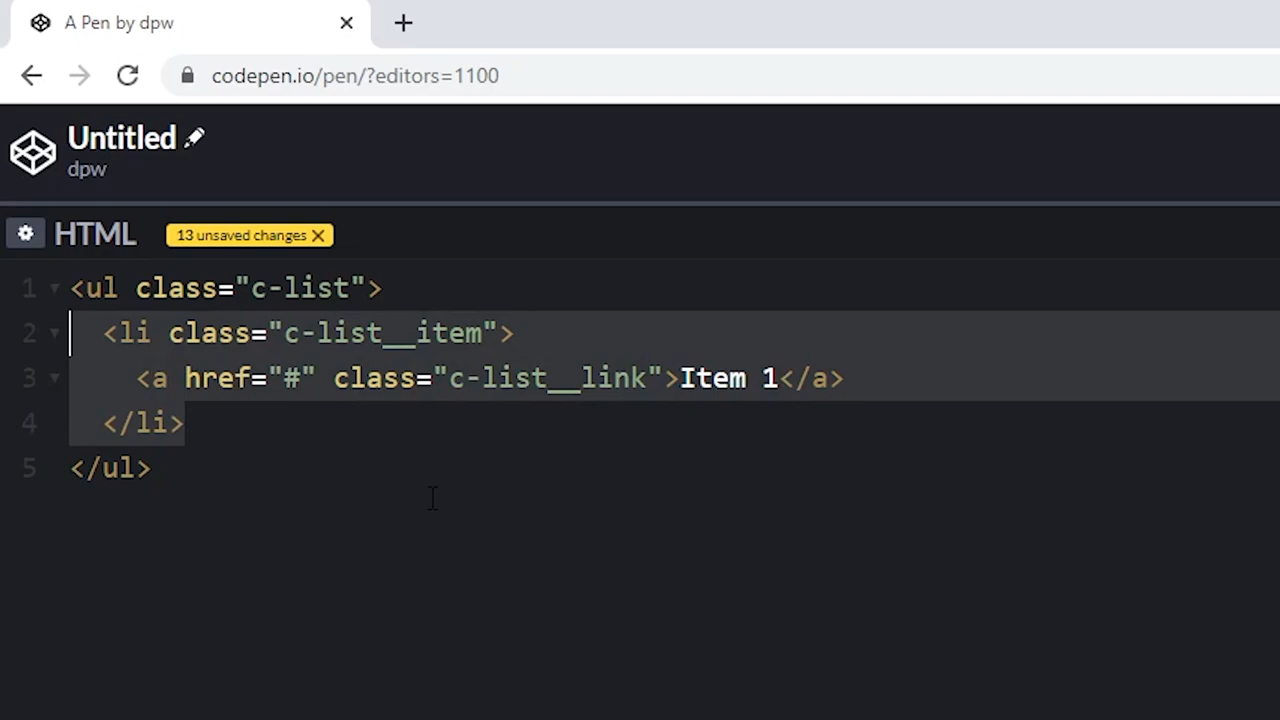 A Pen by dpw
codepen.io/pen/?editors=1100
Untitled
dpw
HTML 13 unsaved changes
1 <ul class="c-list">
2 <li class="c-list__item">
3 <a href="#" class="c-list__link">Item 1</a>
4 </li>
5 </ul>